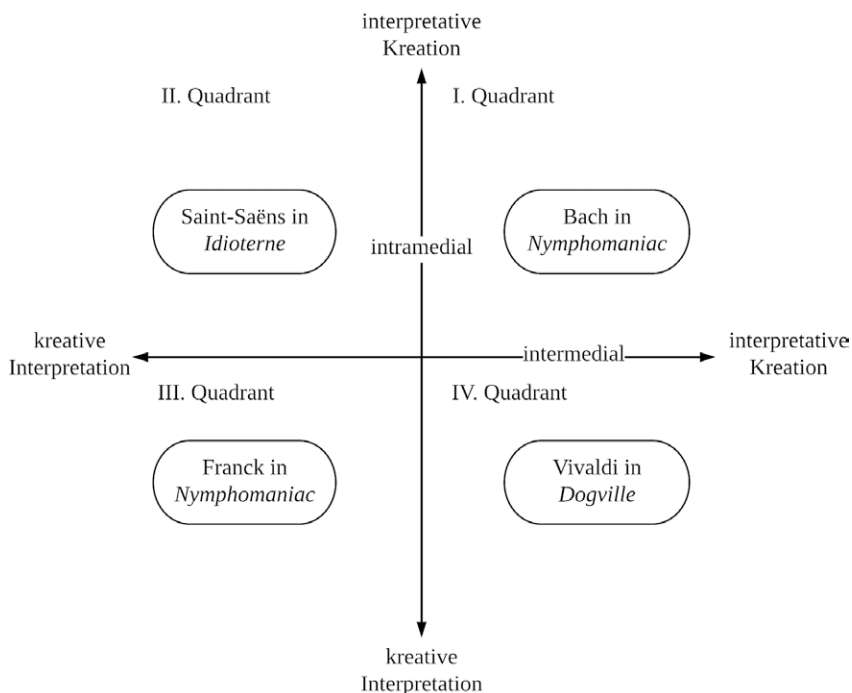 interpretative
Kreation
II. Quadrant
I. Quadrant
Saint-Saëns in
Idioterne
Bach in
Nymphomaniac
intramedial
kreative
Interpretation
intermedial
interpretative
Kreation
III. Quadrant
IV. Quadrant
Franck in
Nymphomaniac
Vivaldi in
Dogville
kreative
Interpretation